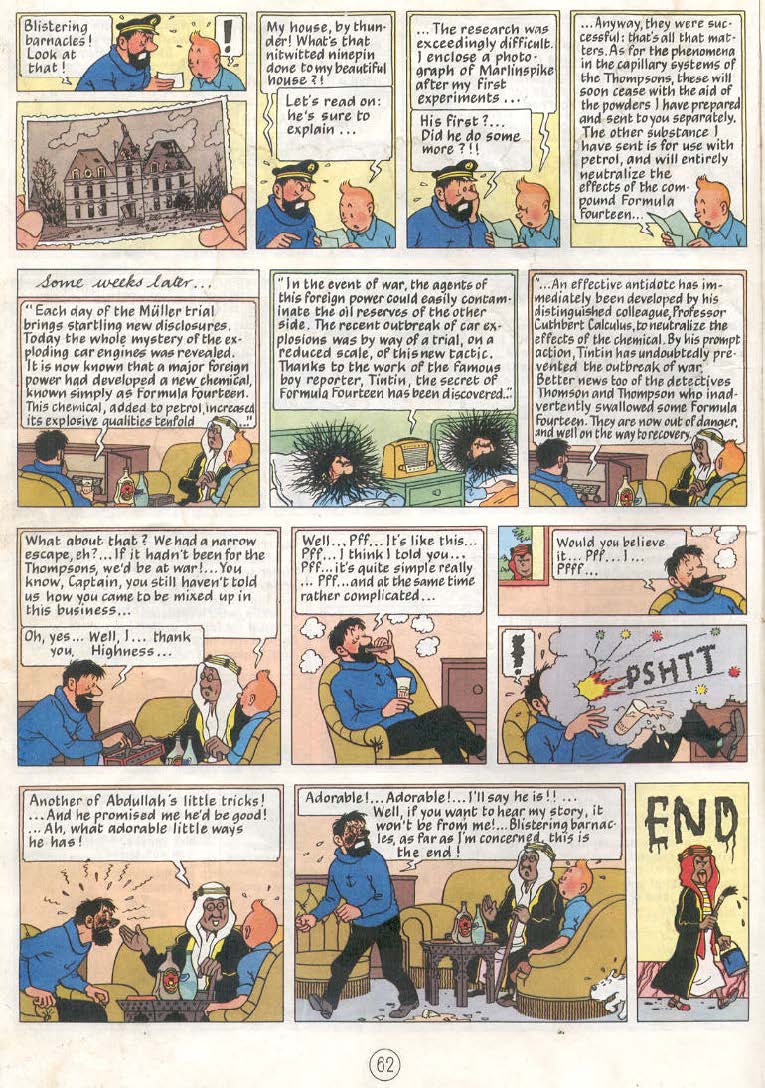 Blistering
barnacles!
Look at
that!
!
My house, by thun-
der! What's that
nitwitted ninepin
done to my beautiful
house?!
Let's read on:
he's sure to
explain...
...The research was
exceedingly difficult.
I enclose a photo-
graph of Marlinspike
after my first
experiments...
His first?...
Did he do some
more?!!
...Anyway, they were suc-
cessful: that's all that mat-
ters. As for the phenomena
in the capillary systems of
the Thompsons, these will
soon cease with the aid of
the powders I have prepared
and sent to you separately.
The other substance I
have sent is for use with
petrol, and will entirely
neutralize the
effects of the com-
pound Formula
Fourteen...
Some weeks later...
"Each day of the Müller trial
brings startling new disclosures.
Today the whole mystery of the ex-
ploding car engines was revealed.
It is now known that a major foreign
power had developed a new chemical,
known simply as Formula Fourteen.
This chemical, added to petrol, increased
its explosive qualities tenfold..."
"In the event of war, the agents of
this foreign power could easily contam-
inate the oil reserves of the other
side. The recent outbreak of car ex-
plosions was by way of a trial, on a
reduced scale, of this new tactic.
Thanks to the work of the famous
boy reporter, Tintin, the secret of
Formula Fourteen has been discovered..."
"...An effective antidote has im-
mediately been developed by his
distinguished colleague, Professor
Cuthbert Calculus, to neutralize the
effects of the chemical. By his prompt
action, Tintin has undoubtedly pre-
vented the outbreak of war.
Better news too of the detectives
Thomson and Thompson who inad-
vertently swallowed some Formula
Fourteen. They are now out of danger,
and well on the way to recovery."
What about that? We had a narrow
escape, eh?...If it hadn't been for the
Thompsons, we'd be at war!...You
know, Captain, you still haven't told
us how you came to be mixed up in
this business...
Oh, yes... Well, I... thank
you, Highness...
Well... Pff... It's like this...
Pff... I think I told you...
Pff... it's quite simple really
... Pff...and at the same time
rather complicated...
Would you believe
it... Pff... I...
Pfff...
!
PSHTT
Another of Abdullah's little tricks!
...And he promised me he'd be good!
...Ah, what adorable little ways
he has!
Adorable!...Adorable!...I'll say he is!!...
Well, if you want to hear my story, it
won't be from me!...Blistering barnac-
les, as far as I'm concerned, this is
the end!
END
62